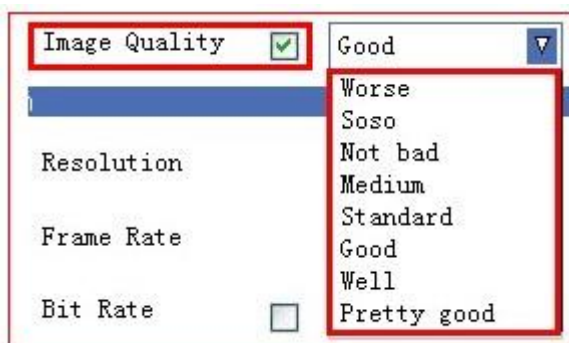 Image Quality Good
Worse
Soso
Not bad
Medium
Standard
Good
Well
Pretty good
Resolution
Frame Rate
Bit Rate